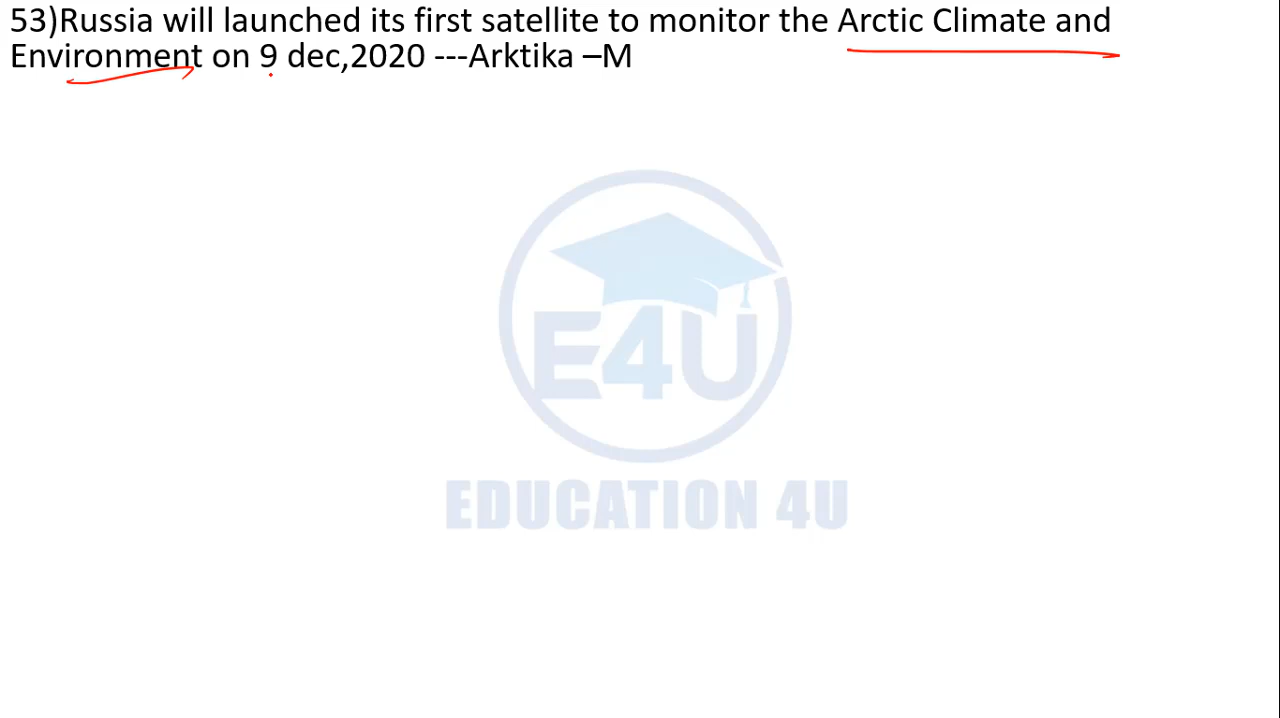 53)Russia will launched its first satellite to monitor the Arctic Climate and
Environment on 9 dec,2020 ---Arktika –M
E4U
EDUCATION 4U